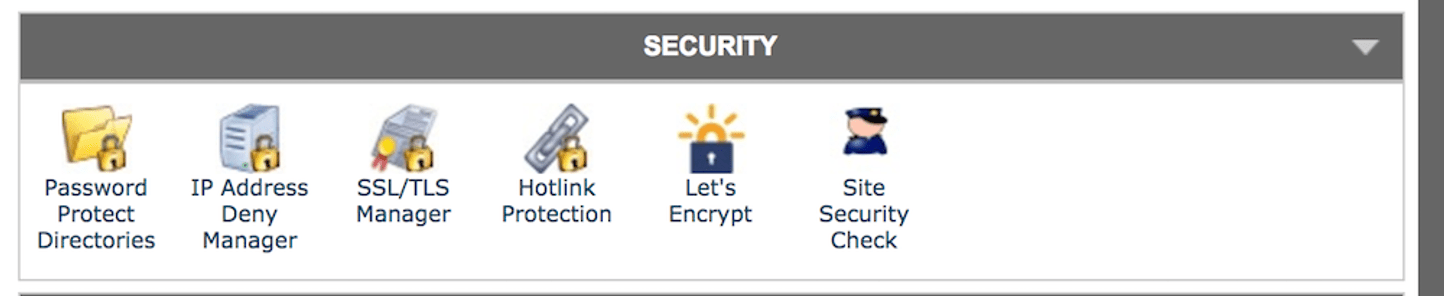 SECURITY
Password
Protect
Directories
IP Address
Deny
Manager
SSL/TLS
Manager
Hotlink
Protection
Let's
Encrypt
Site
Security
Check